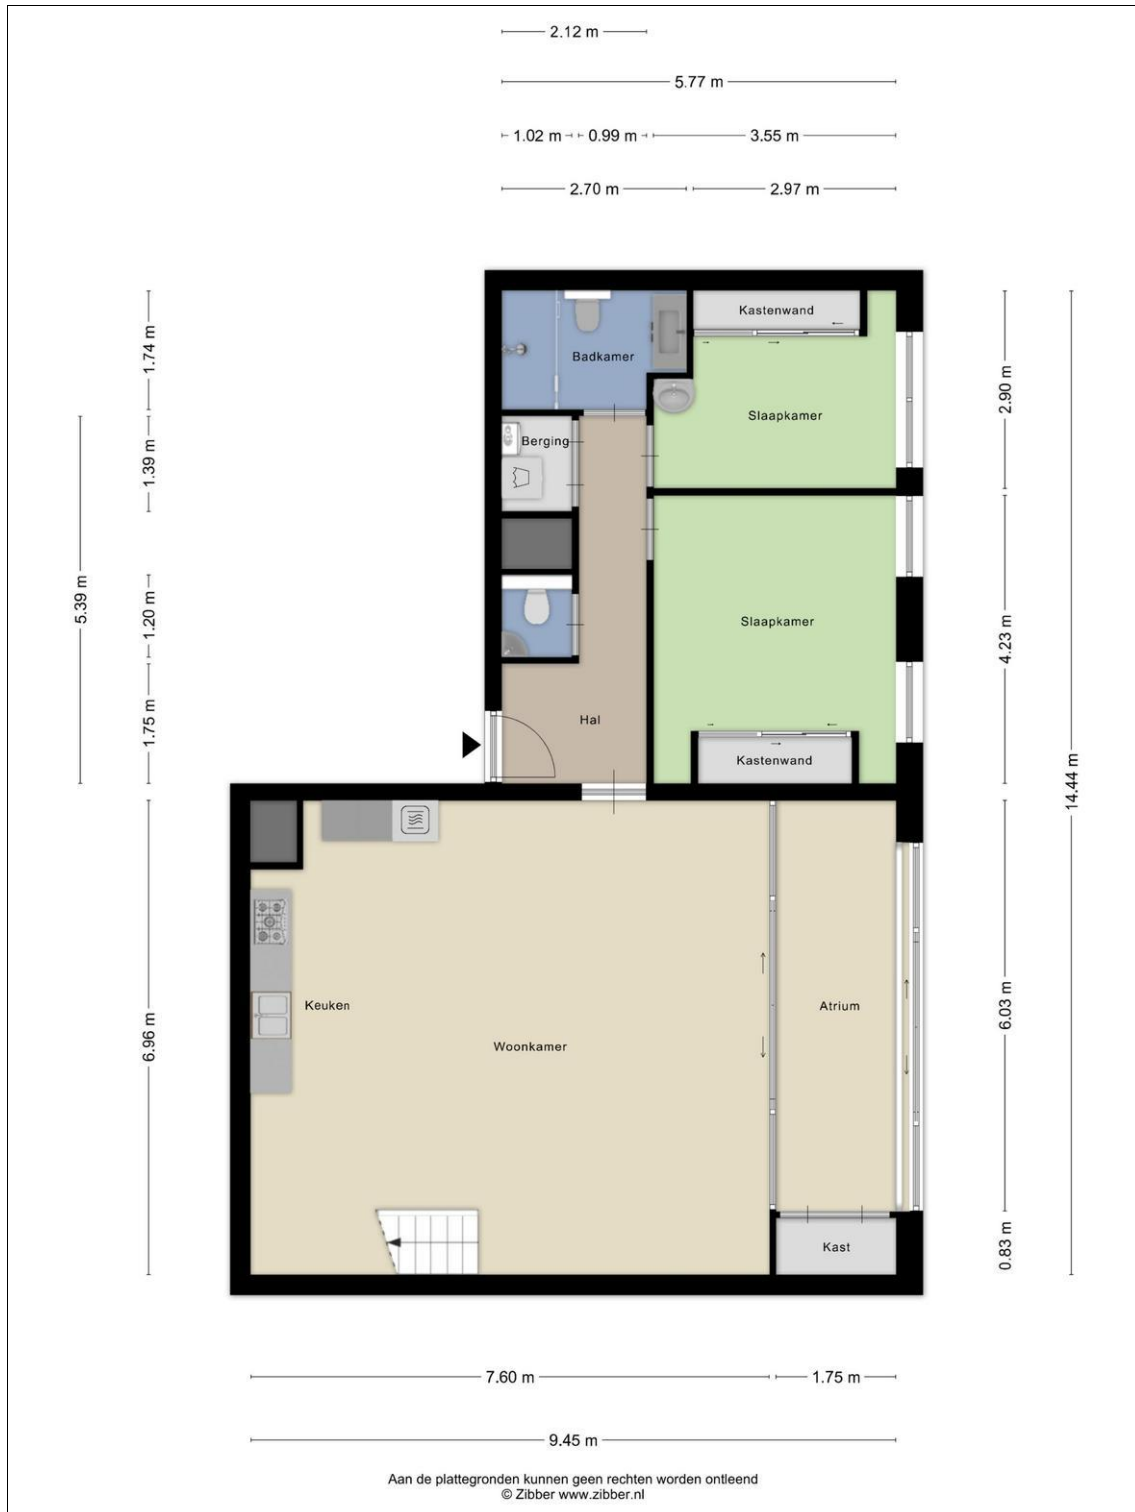 2.12 m
5.77 m
1.02 m 0.99 m 3.55 m
2.70 m 2.97 m
Kastenwand
Badkamer
Slaapkamer
Berging
1.74 m
1.39 m
5.39 m
1.20 m
1.75 m
2.90 m
4.23 m
14.44 m
Slaapkamer
Hal
Kastenwand
Keuken
Woonkamer
Atrium
6.96 m
6.03 m
0.83 m
Kast
7.60 m 1.75 m
9.45 m
Aan de plattegronden kunnen geen rechten worden ontleend
© Zibber www.zibber.nl